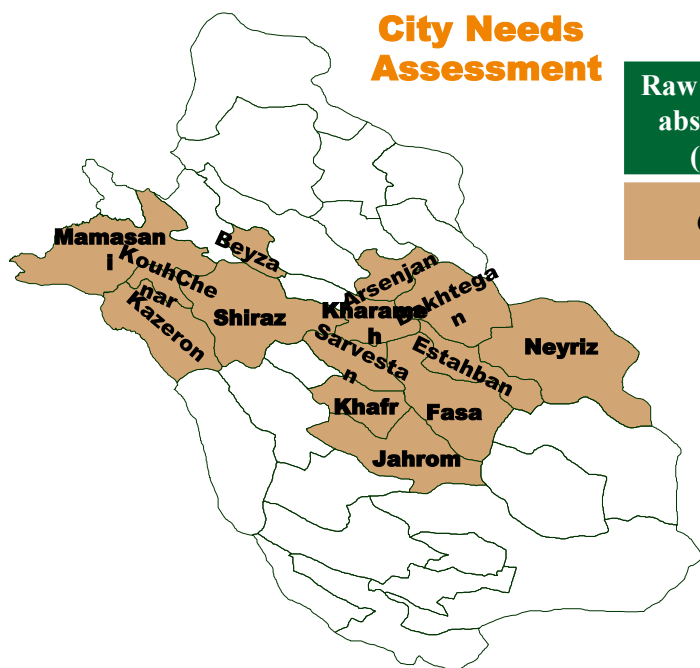 City Needs
Assessment
Raw
abs
(
Mamasan
i
Beyza
KouhChe
nar
Kazeron
Shiraz
Arsenjan
Bakhtega
n
Kharame
h
Sarvesta
n
Estahban
Neyriz
Khafr
Fasa
Jahrom